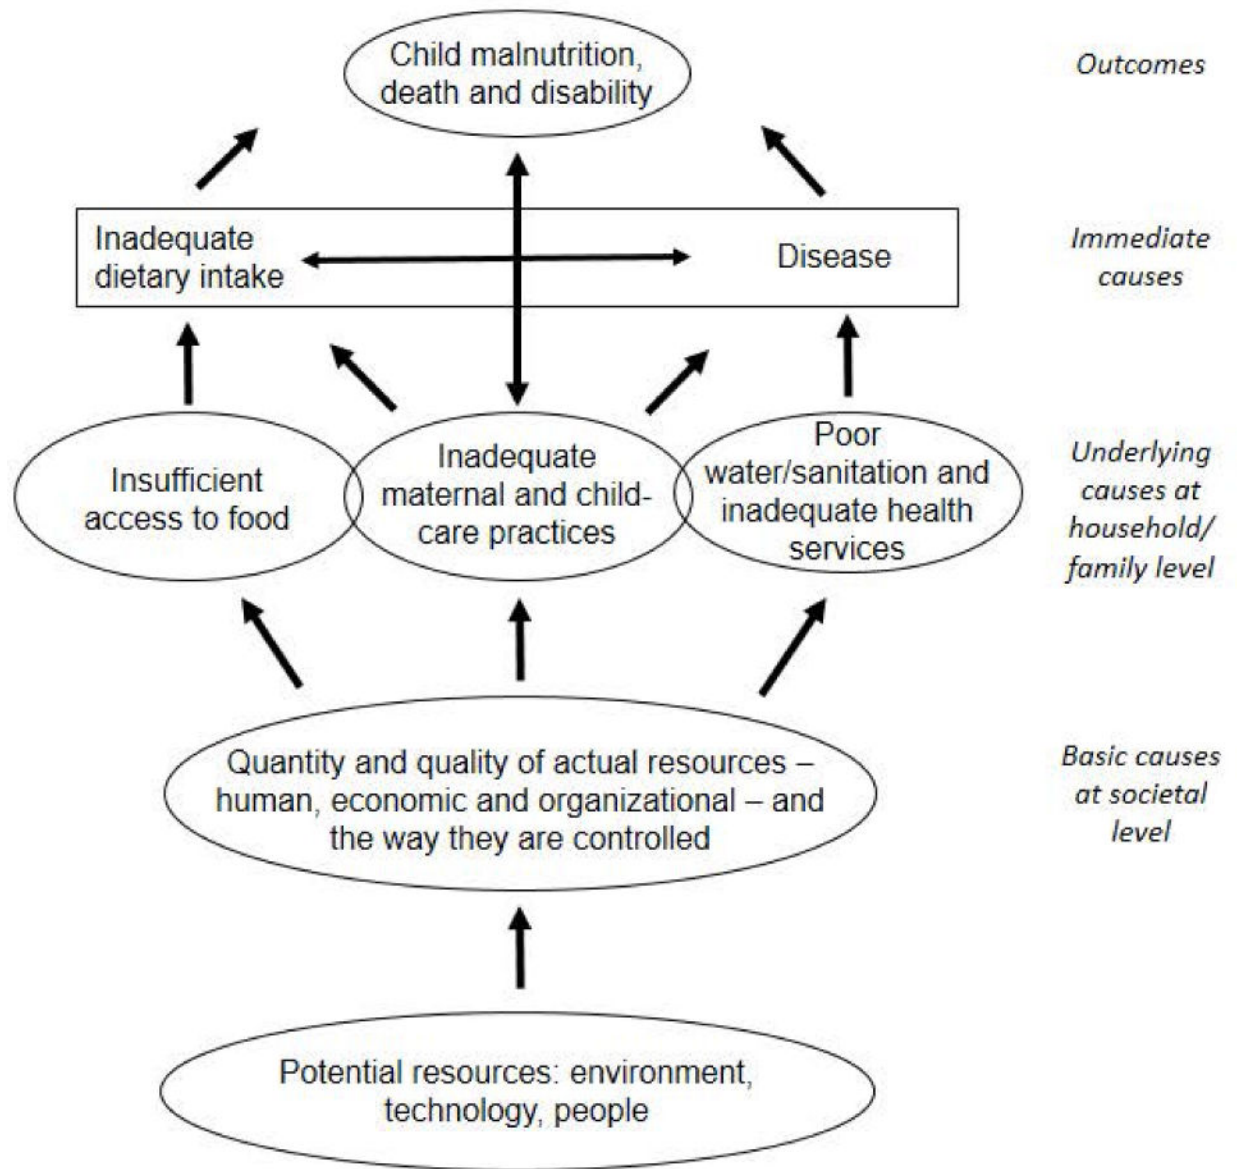 Child malnutrition,
death and disability
Outcomes
Inadequate
dietary intake
Disease
Immediate
causes
Insufficient
access to food
Inadequate
maternal and child-
care practices
Poor
water/sanitation and
inadequate health
services
Underlying
causes at
household/
family level
Quantity and quality of actual resources –
human, economic and organizational – and
the way they are controlled
Basic causes
at societal
level
Potential resources: environment,
technology, people